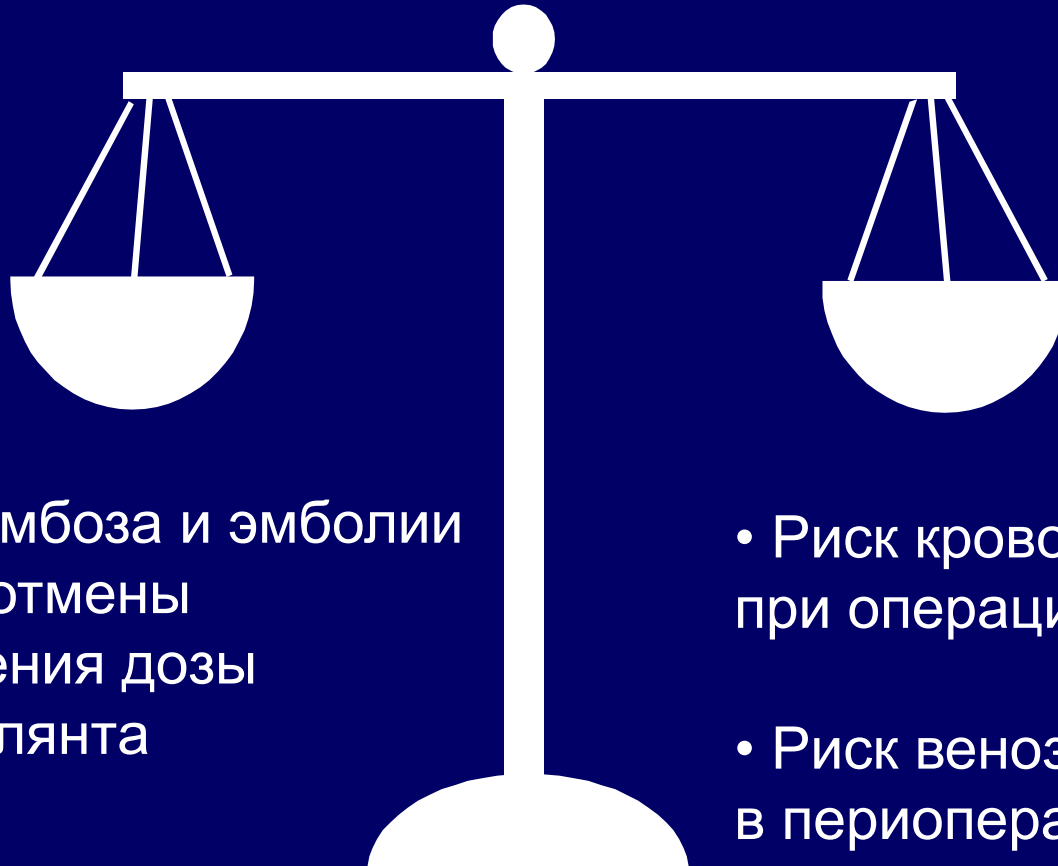 мбоза и эмболии
отмены
ения дозы
лянта
• Риск крово
при операци
• Риск веноз
в периопера